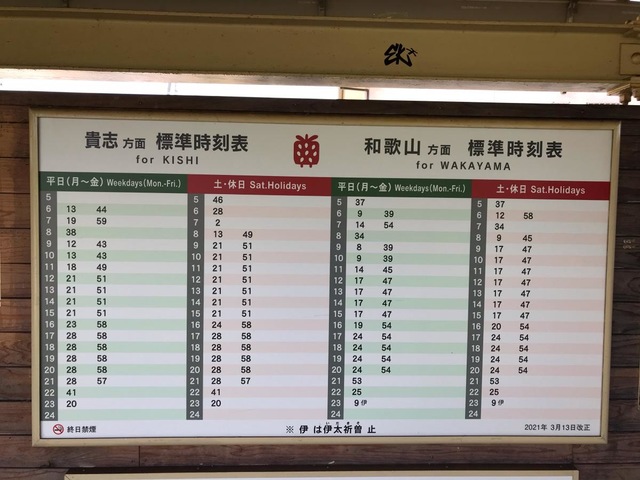 貴志 方面 標準時刻表
for KISHI
和歌山 方面 標準時刻表
for WAKAYAMA
平日(月～金) Weekdays(Mon.-Fri.) 土・休日 Sat.Holidays 平日(月～金) Weekdays(Mon.-Fri.) 土・休日 Sat.Holidays
5 5 46 5 37 5 37
6 13 44 6 28 6 9 39 6 12 58
7 19 59 7 2 7 14 54 7 34
8 38 8 13 49 8 34 8 9 45
9 12 43 9 21 51 9 8 39 9 17 47
10 13 43 10 21 51 10 9 39 10 17 47
11 18 49 11 21 51 11 14 45 11 17 47
12 21 51 12 21 51 12 17 47 12 17 47
13 21 51 13 21 51 13 17 47 13 17 47
14 21 51 14 21 51 14 17 47 14 17 47
15 21 51 15 21 51 15 17 47 15 17 47
16 23 58 16 24 58 16 19 54 16 20 54
17 28 58 17 28 58 17 24 54 17 24 54
18 28 58 18 28 58 18 24 54 18 24 54
19 28 58 19 28 58 19 24 54 19 24 54
20 28 58 20 28 58 20 24 54 20 24 54
21 28 57 21 28 57 21 53 21 53
22 41 22 41 22 25 22 25
23 20 23 20 23 9伊 23 9伊
24 24 24 24
終日禁煙
※ 伊 は伊太祈曽 止
2021年 3月13日改正